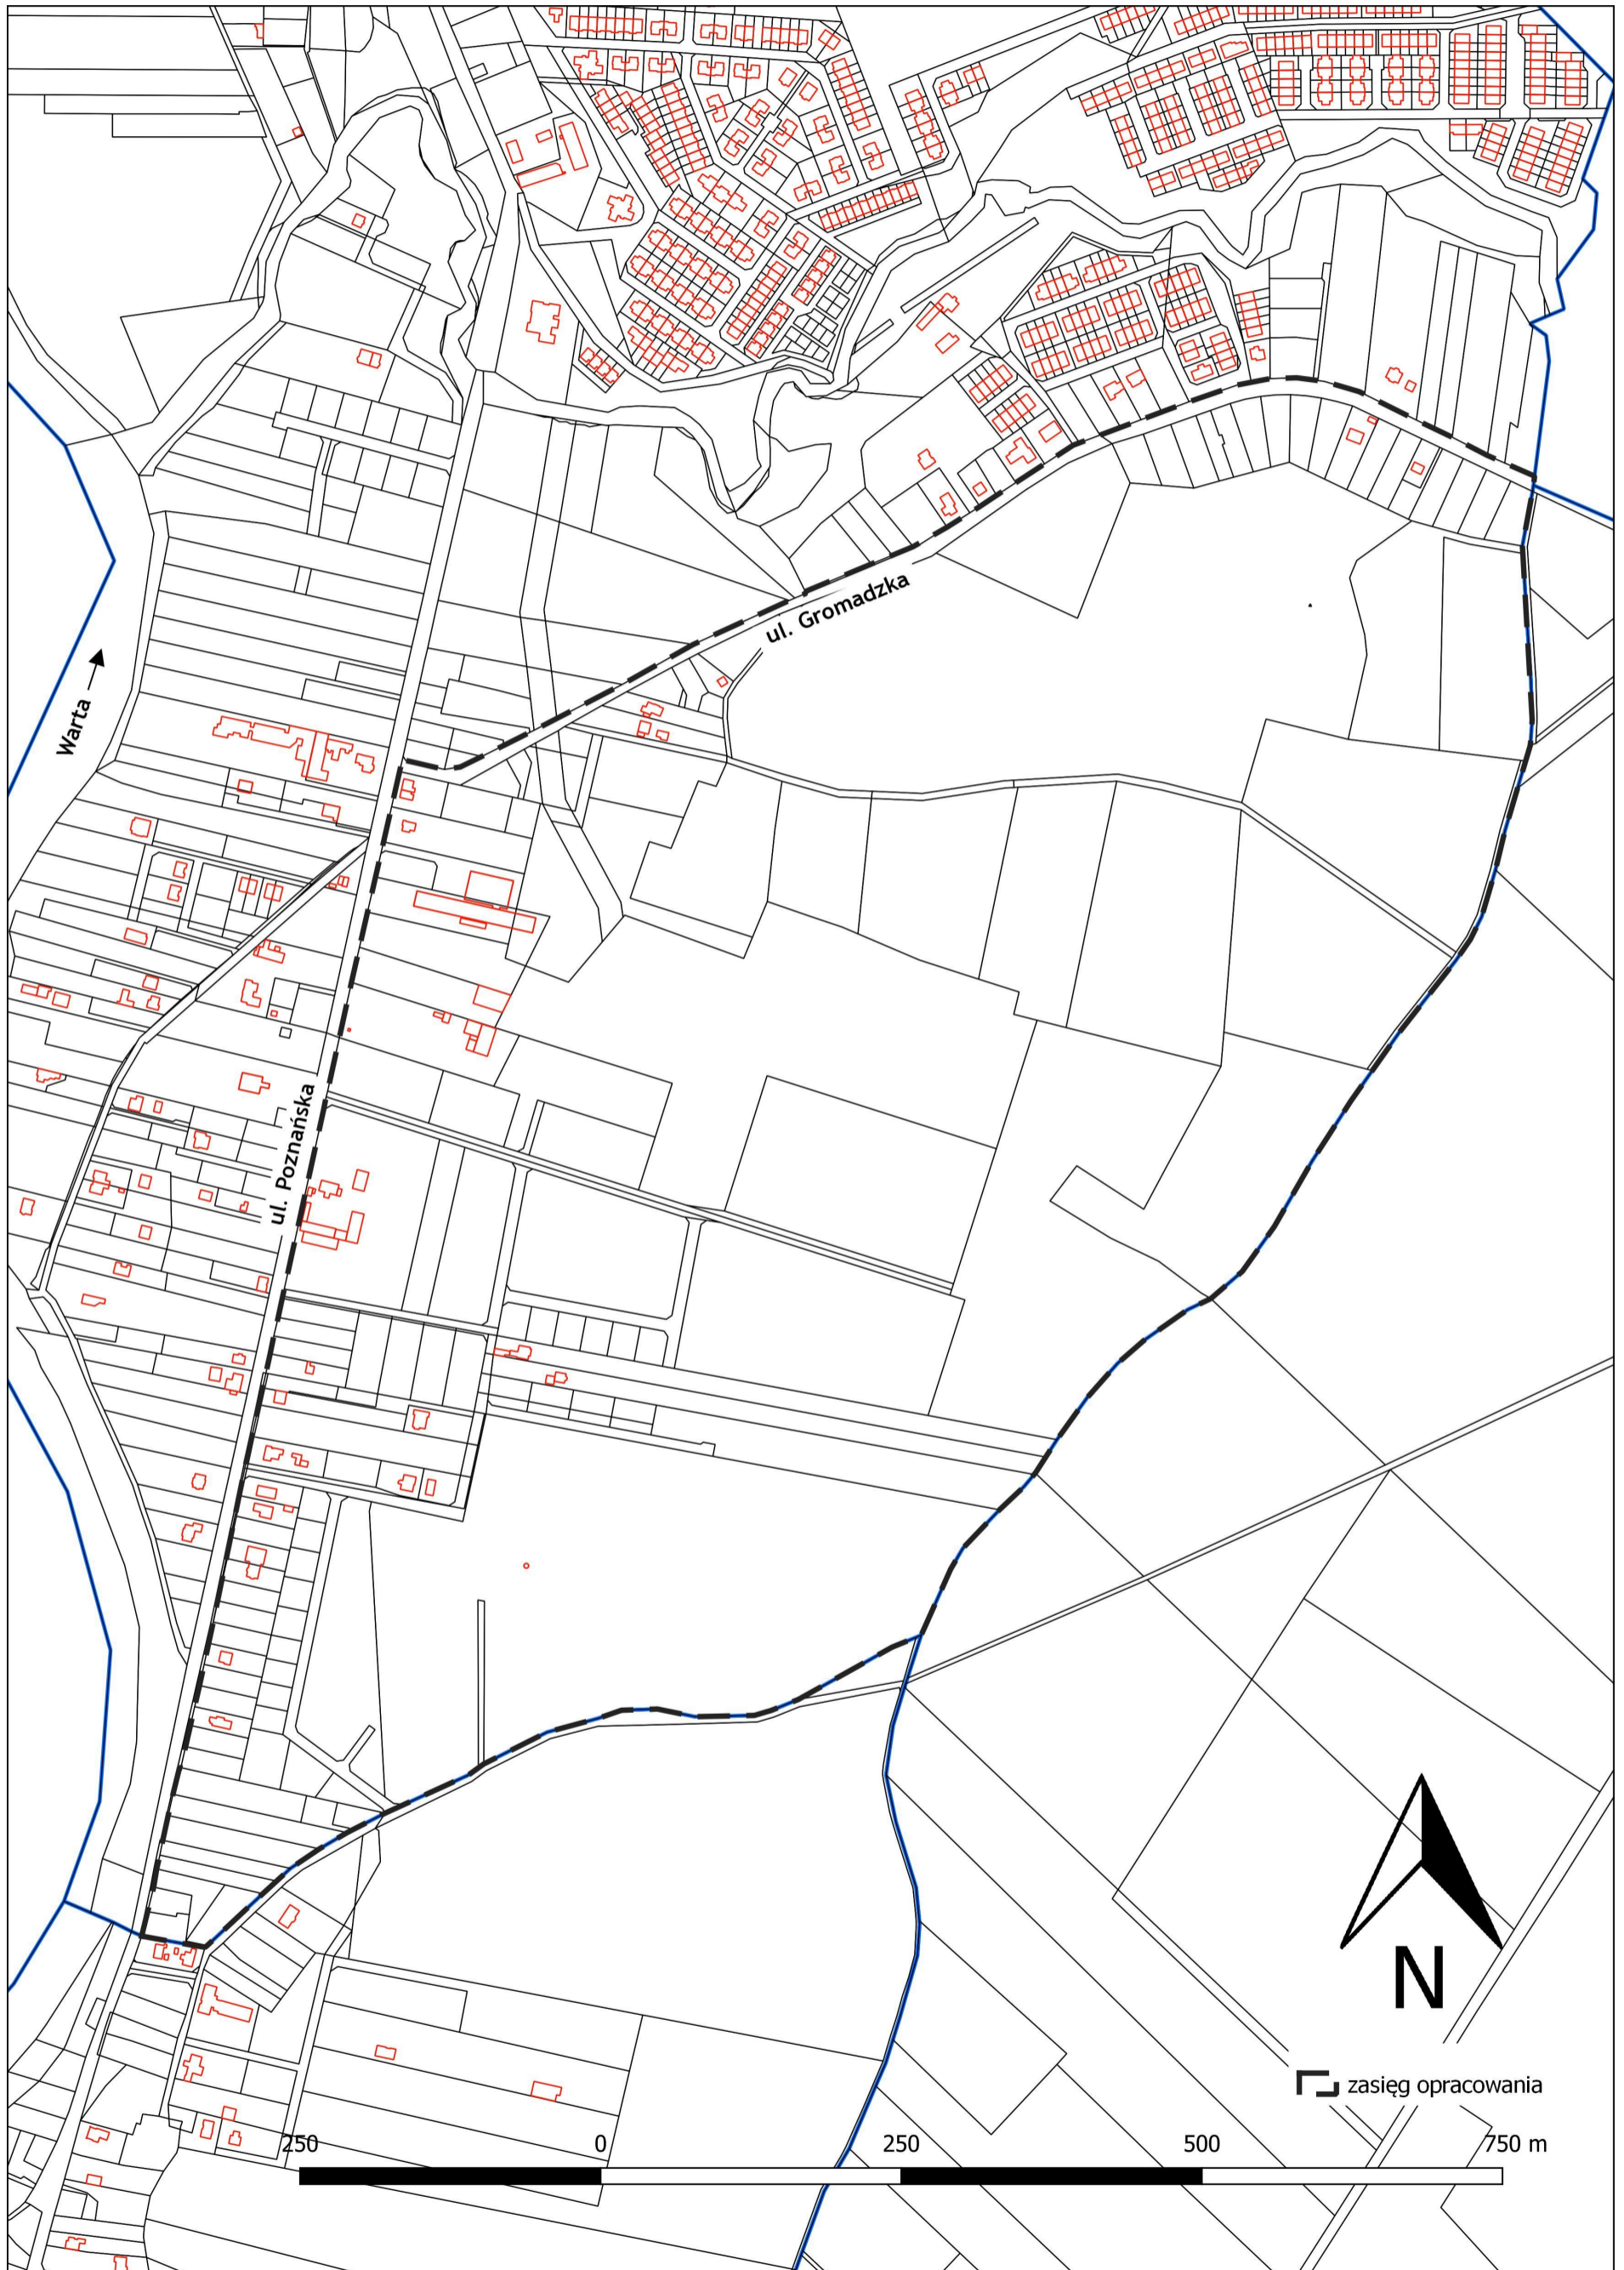 ul. Gromadzka
Warta
ul. Poznańska
N
zasięg opracowania
250 0 250 500 750 m